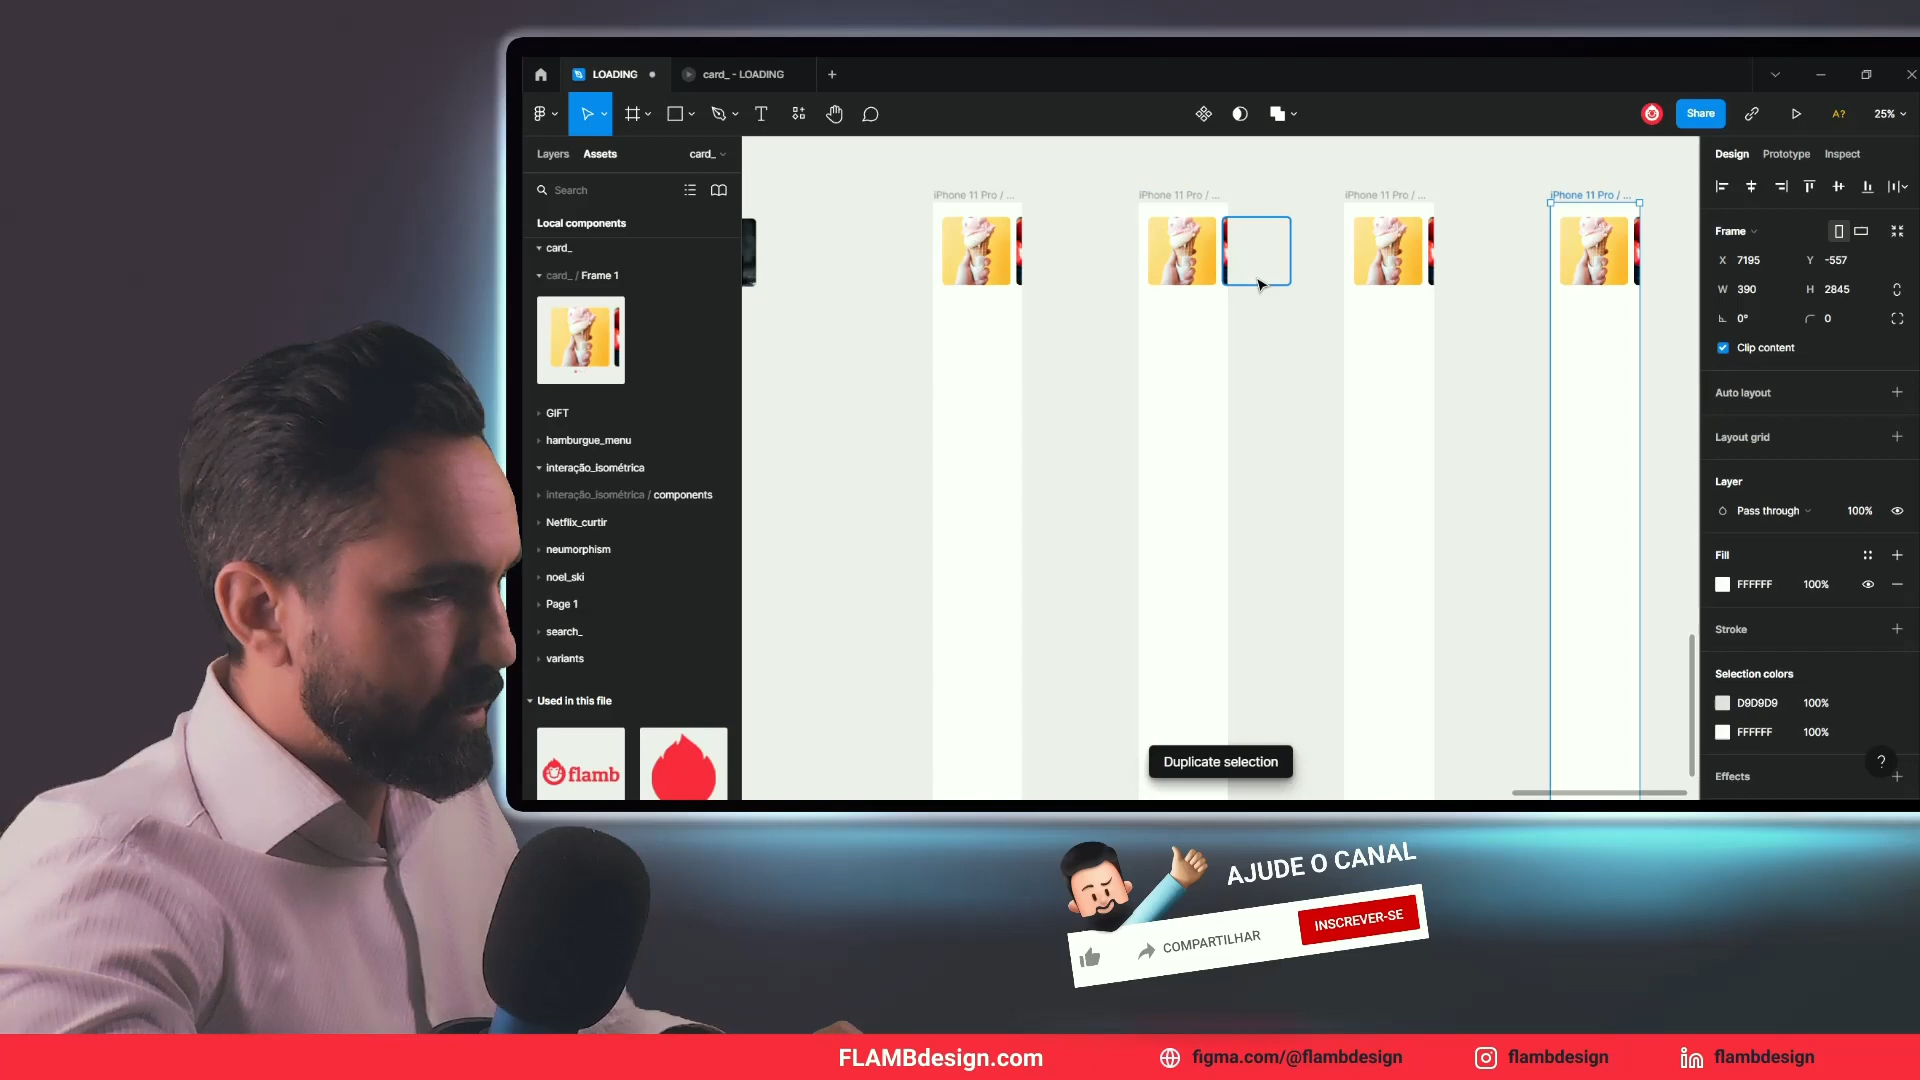 LOADING
card_ - LOADING
Share
A?
25%
Layers
Assets
card_
Search
Local components
card_
card_ / Frame 1
GIFT
hamburgue_menu
interação_isométrica
interação_isométrica / components
Netflix_curtir
neumorphism
noel_ski
Page 1
search_
variants
Used in this file
flamb
iPhone 11 Pro / ...
iPhone 11 Pro / ...
iPhone 11 Pro / ...
iPhone 11 Pro / ...
Duplicate selection
Design
Prototype
Inspect
Frame
X 7195
Y -557
W 390
H 2845
0°
0
Clip content
Auto layout
Layout grid
Layer
Pass through
100%
Fill
FFFFFF
100%
Stroke
Selection colors
D9D9D9
100%
FFFFFF
100%
?
Effects
AJUDE O CANAL
COMPARTILHAR
INSCREVER-SE
FLAMBdesign.com
figma.com/@flambdesign
flambdesign
in
flambdesign